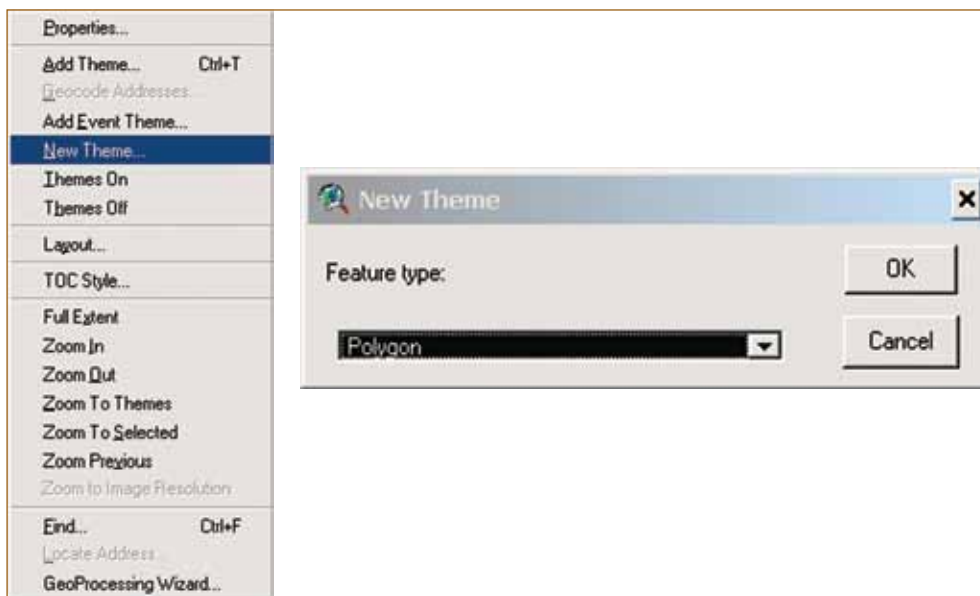 Properties...
Add Theme... Ctrl+T
Geocode Addresses...
Add Event Theme...
New Theme...
Themes On
Themes Off
Layout...
TOC Style...
Full Extent
Zoom In
Zoom Out
Zoom To Themes
Zoom To Selected
Zoom Previous
Zoom to Image Resolution
Find... Ctrl+F
Locate Address...
GeoProcessing Wizard...
New Theme
Feature type:
Polygon
OK
Cancel